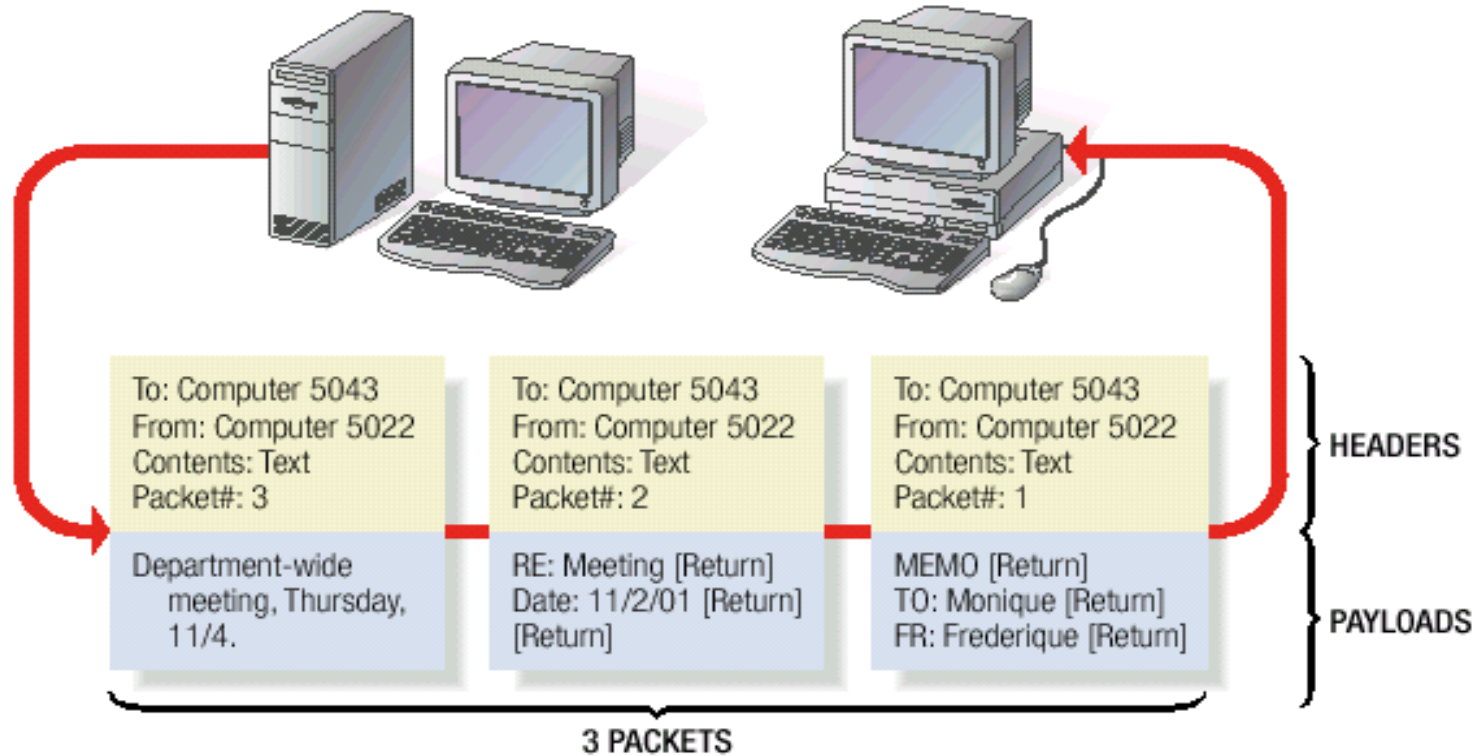 To: Computer 5043
From: Computer 5022
Contents: Text
Packet#: 3
Department-wide
meeting, Thursday,
11/4.
To: Computer 5043
From: Computer 5022
Contents: Text
Packet#: 2
RE: Meeting [Return]
Date: 11/2/01 [Return]
[Return]
To: Computer 5043
From: Computer 5022
Contents: Text
Packet#: 1
MEMO [Return]
TO: Monique [Return]
FR: Frederique [Return]
HEADERS
PAYLOADS
3 PACKETS